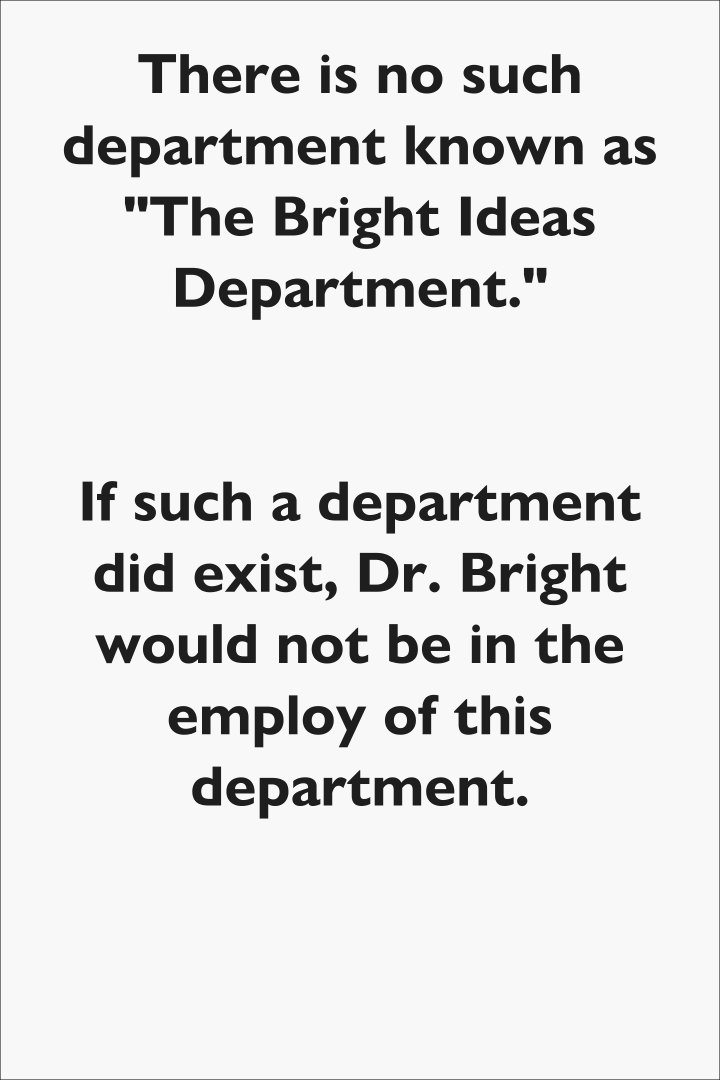 There is no such
department known as
"The Bright Ideas
Department."
If such a department
did exist, Dr. Bright
would not be in the
employ of this
department.